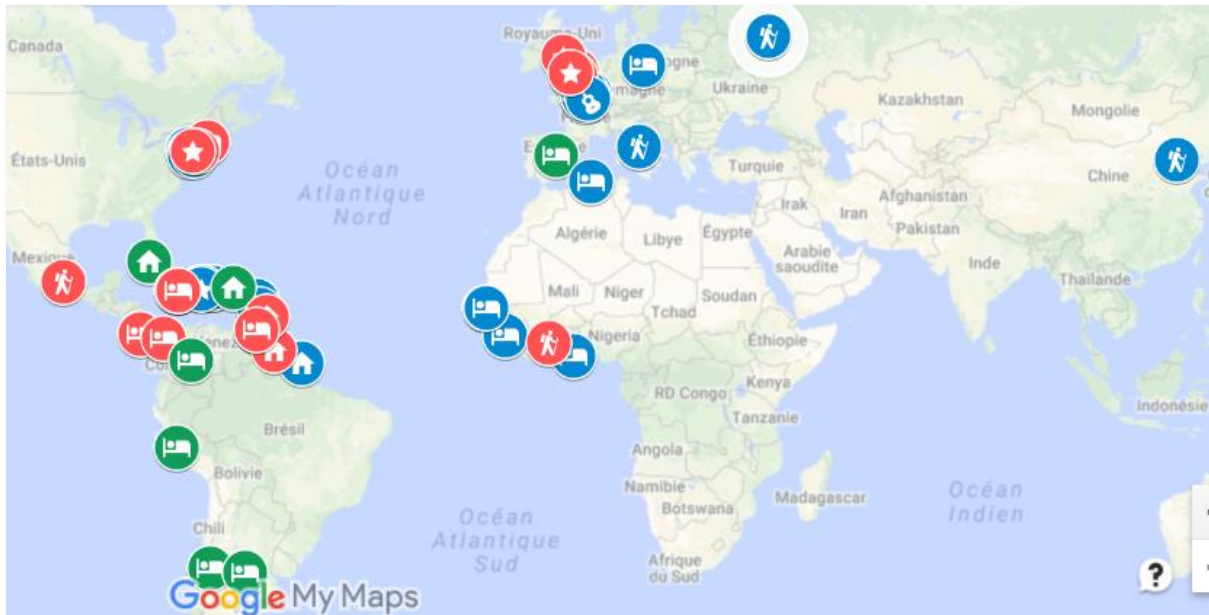 Canada
Royaume-Uni
Ukraine
Kazakhstan
Mongolie
États-Unis
Océan
Atlantique
Nord
Turquie
Chine
Irak
Iran
Afghanistan
Pakistan
Algérie
Libye
Égypte
Arabie
saoudite
Inde
Mexique
Thaïlande
Mali
Niger
Tchad
Soudan
Nigeria
Éthiopie
RD Congo
Kenya
Tanzanie
Indonésie
Brésil
Bolivie
Angola
Namibie
Botswana
Madagascar
Océan
Indien
Chili
Océan
Atlantique
Sud
Afrique
du Sud
Google My Maps
?